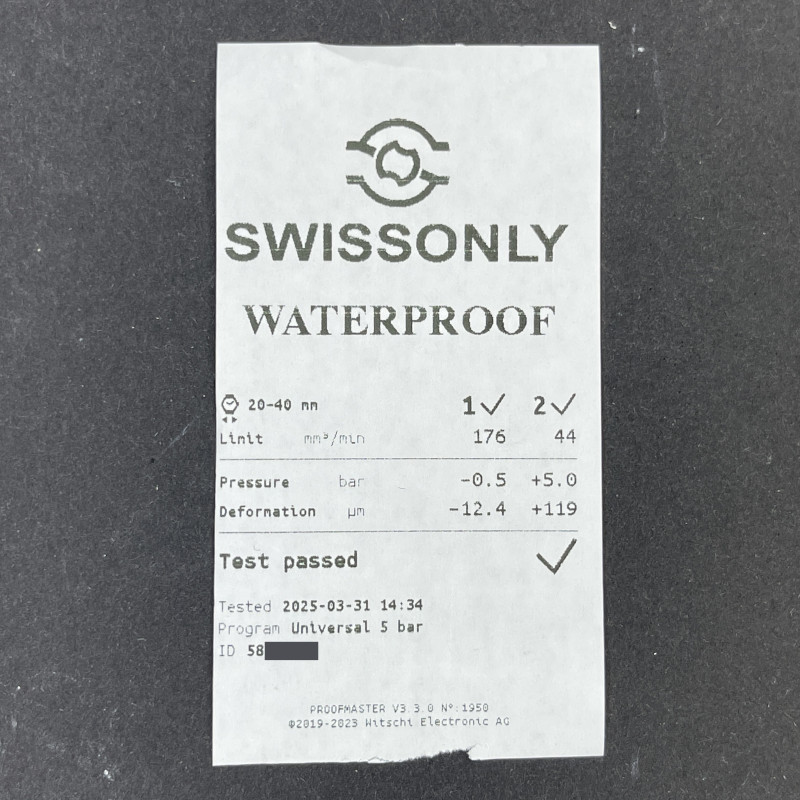 SWISSONLY
WATERPROOF
20-40 mm 1✓ 2✓
Limit mm³/min 176 44
Pressure bar -0.5 +5.0
Deformation µm -12.4 +119
Test passed ✓
Tested 2025-03-31 14:34
Program Universal 5 bar
ID 58
PROOFMASTER V3.3.0 Nº:1950
©2019-2023 Witschi Electronic AG